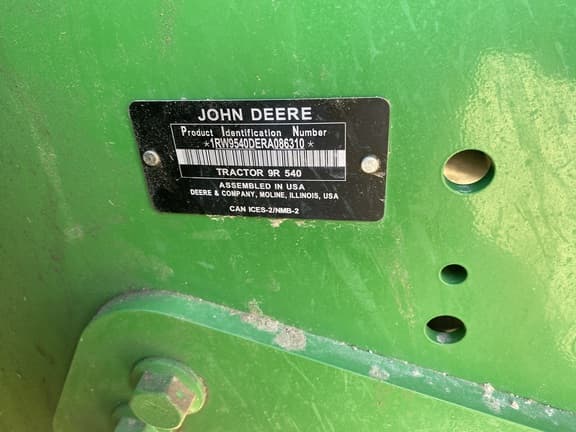 JOHN DEERE
Product Identification Number
*1RW9540DERA086310*
TRACTOR 9R 540
ASSEMBLED IN USA
DEERE & COMPANY, MOLINE, ILLINOIS, USA
CAN ICES-2/NMB-2